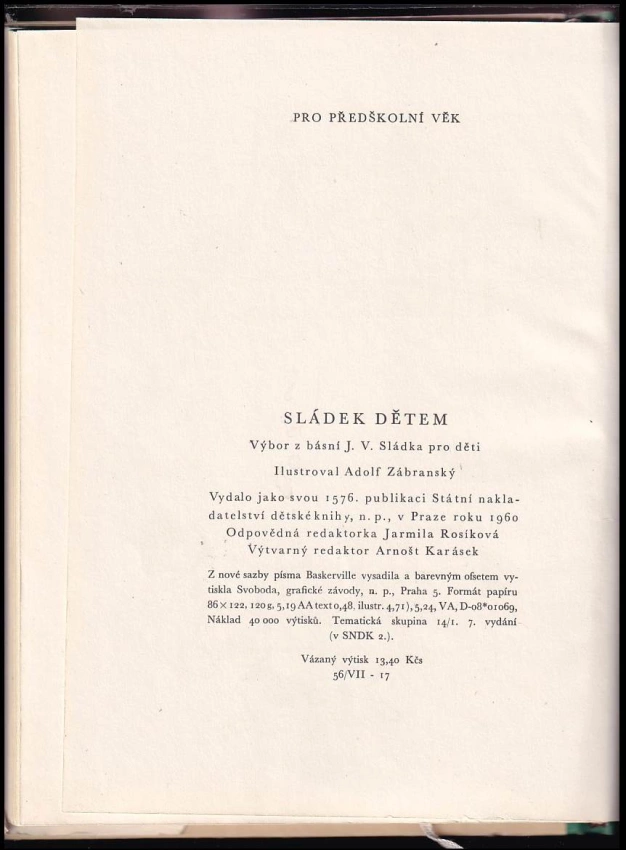 PRO PŘEDŠKOLNÍ VĚK
SLÁDEK DĚTEM
Výbor z básní J. V. Sládka pro děti
Ilustroval Adolf Zábranský
Vydalo jako svou 1576. publikaci Státní nakla-
datelství dětské knihy, n. p., v Praze roku 1960
Odpovědná redaktorka Jarmila Rosíková
Výtvarný redaktor Arnošt Karásek
Z nové sazby písma Baskerville vysadila a barevným ofsetem vy-
tiskla Svoboda, grafické závody, n. p., Praha 5. Formát papíru
86 × 122, 120 g, 5,19 AA text 0,48, ilustr. 4,71), 5,24, VA, D-08*01069,
Náklad 40 000 výtisků. Tematická skupina 14/1. 7. vydání
(v SNDK 2.).
Vázaný výtisk 13,40 Kčs
56/VII - 17